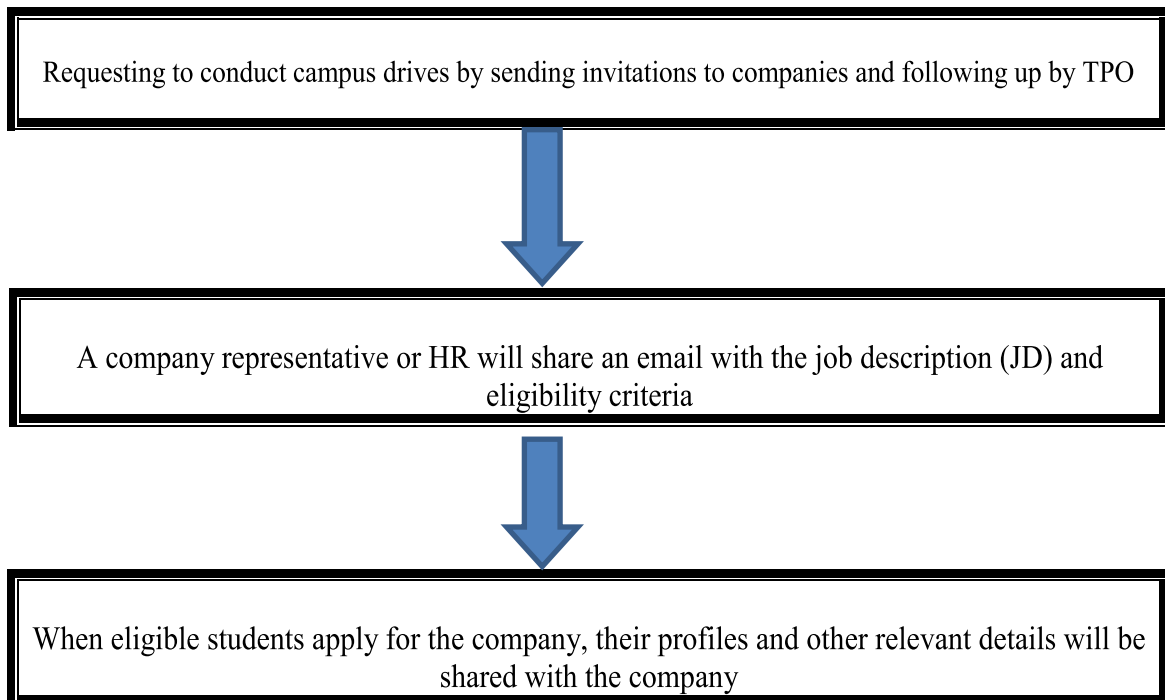 Requesting to conduct campus drives by sending invitations to companies and following up by TPO
A company representative or HR will share an email with the job description (JD) and
eligibility criteria
When eligible students apply for the company, their profiles and other relevant details will be
shared with the company